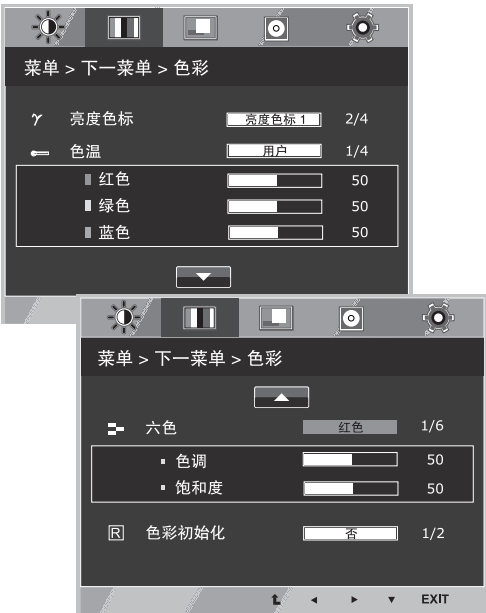 菜单 > 下一菜单 > 色彩
γ 亮度色标 亮度色标 1 2/4
色温 用户 1/4
红色 50
绿色 50
蓝色 50
菜单 > 下一菜单 > 色彩
六色 红色 1/6
色调 50
饱和度 50
R 色彩初始化 否 1/2
EXIT